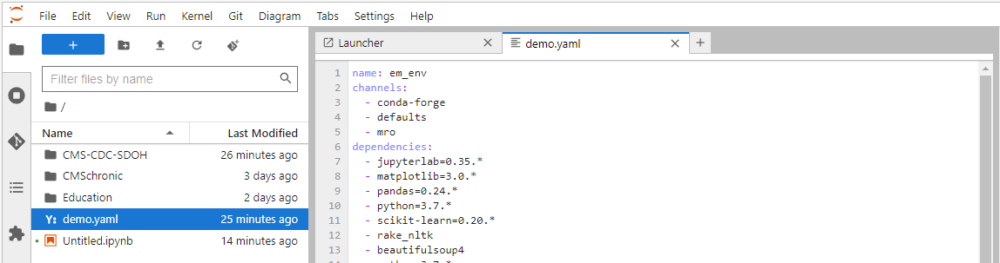 File Edit View Run Kernel Git Diagram Tabs Settings Help
+
Launcher
demo.yaml
+
Filter files by name
/
Name Last Modified
CMS-CDC-SDOH 26 minutes ago
CMSchronic 3 days ago
Education 2 days ago
Y: demo.yaml 25 minutes ago
Untitled.ipynb 14 minutes ago
1 name: em_env
2 channels:
3 - conda-forge
4 - defaults
5 - mro
6 dependencies:
7 - jupyterlab=0.35.*
8 - matplotlib=3.0.*
9 - pandas=0.24.*
10 - python=3.7.*
11 - scikit-learn=0.20.*
12 - rake_nltk
13 - beautifulsoup4